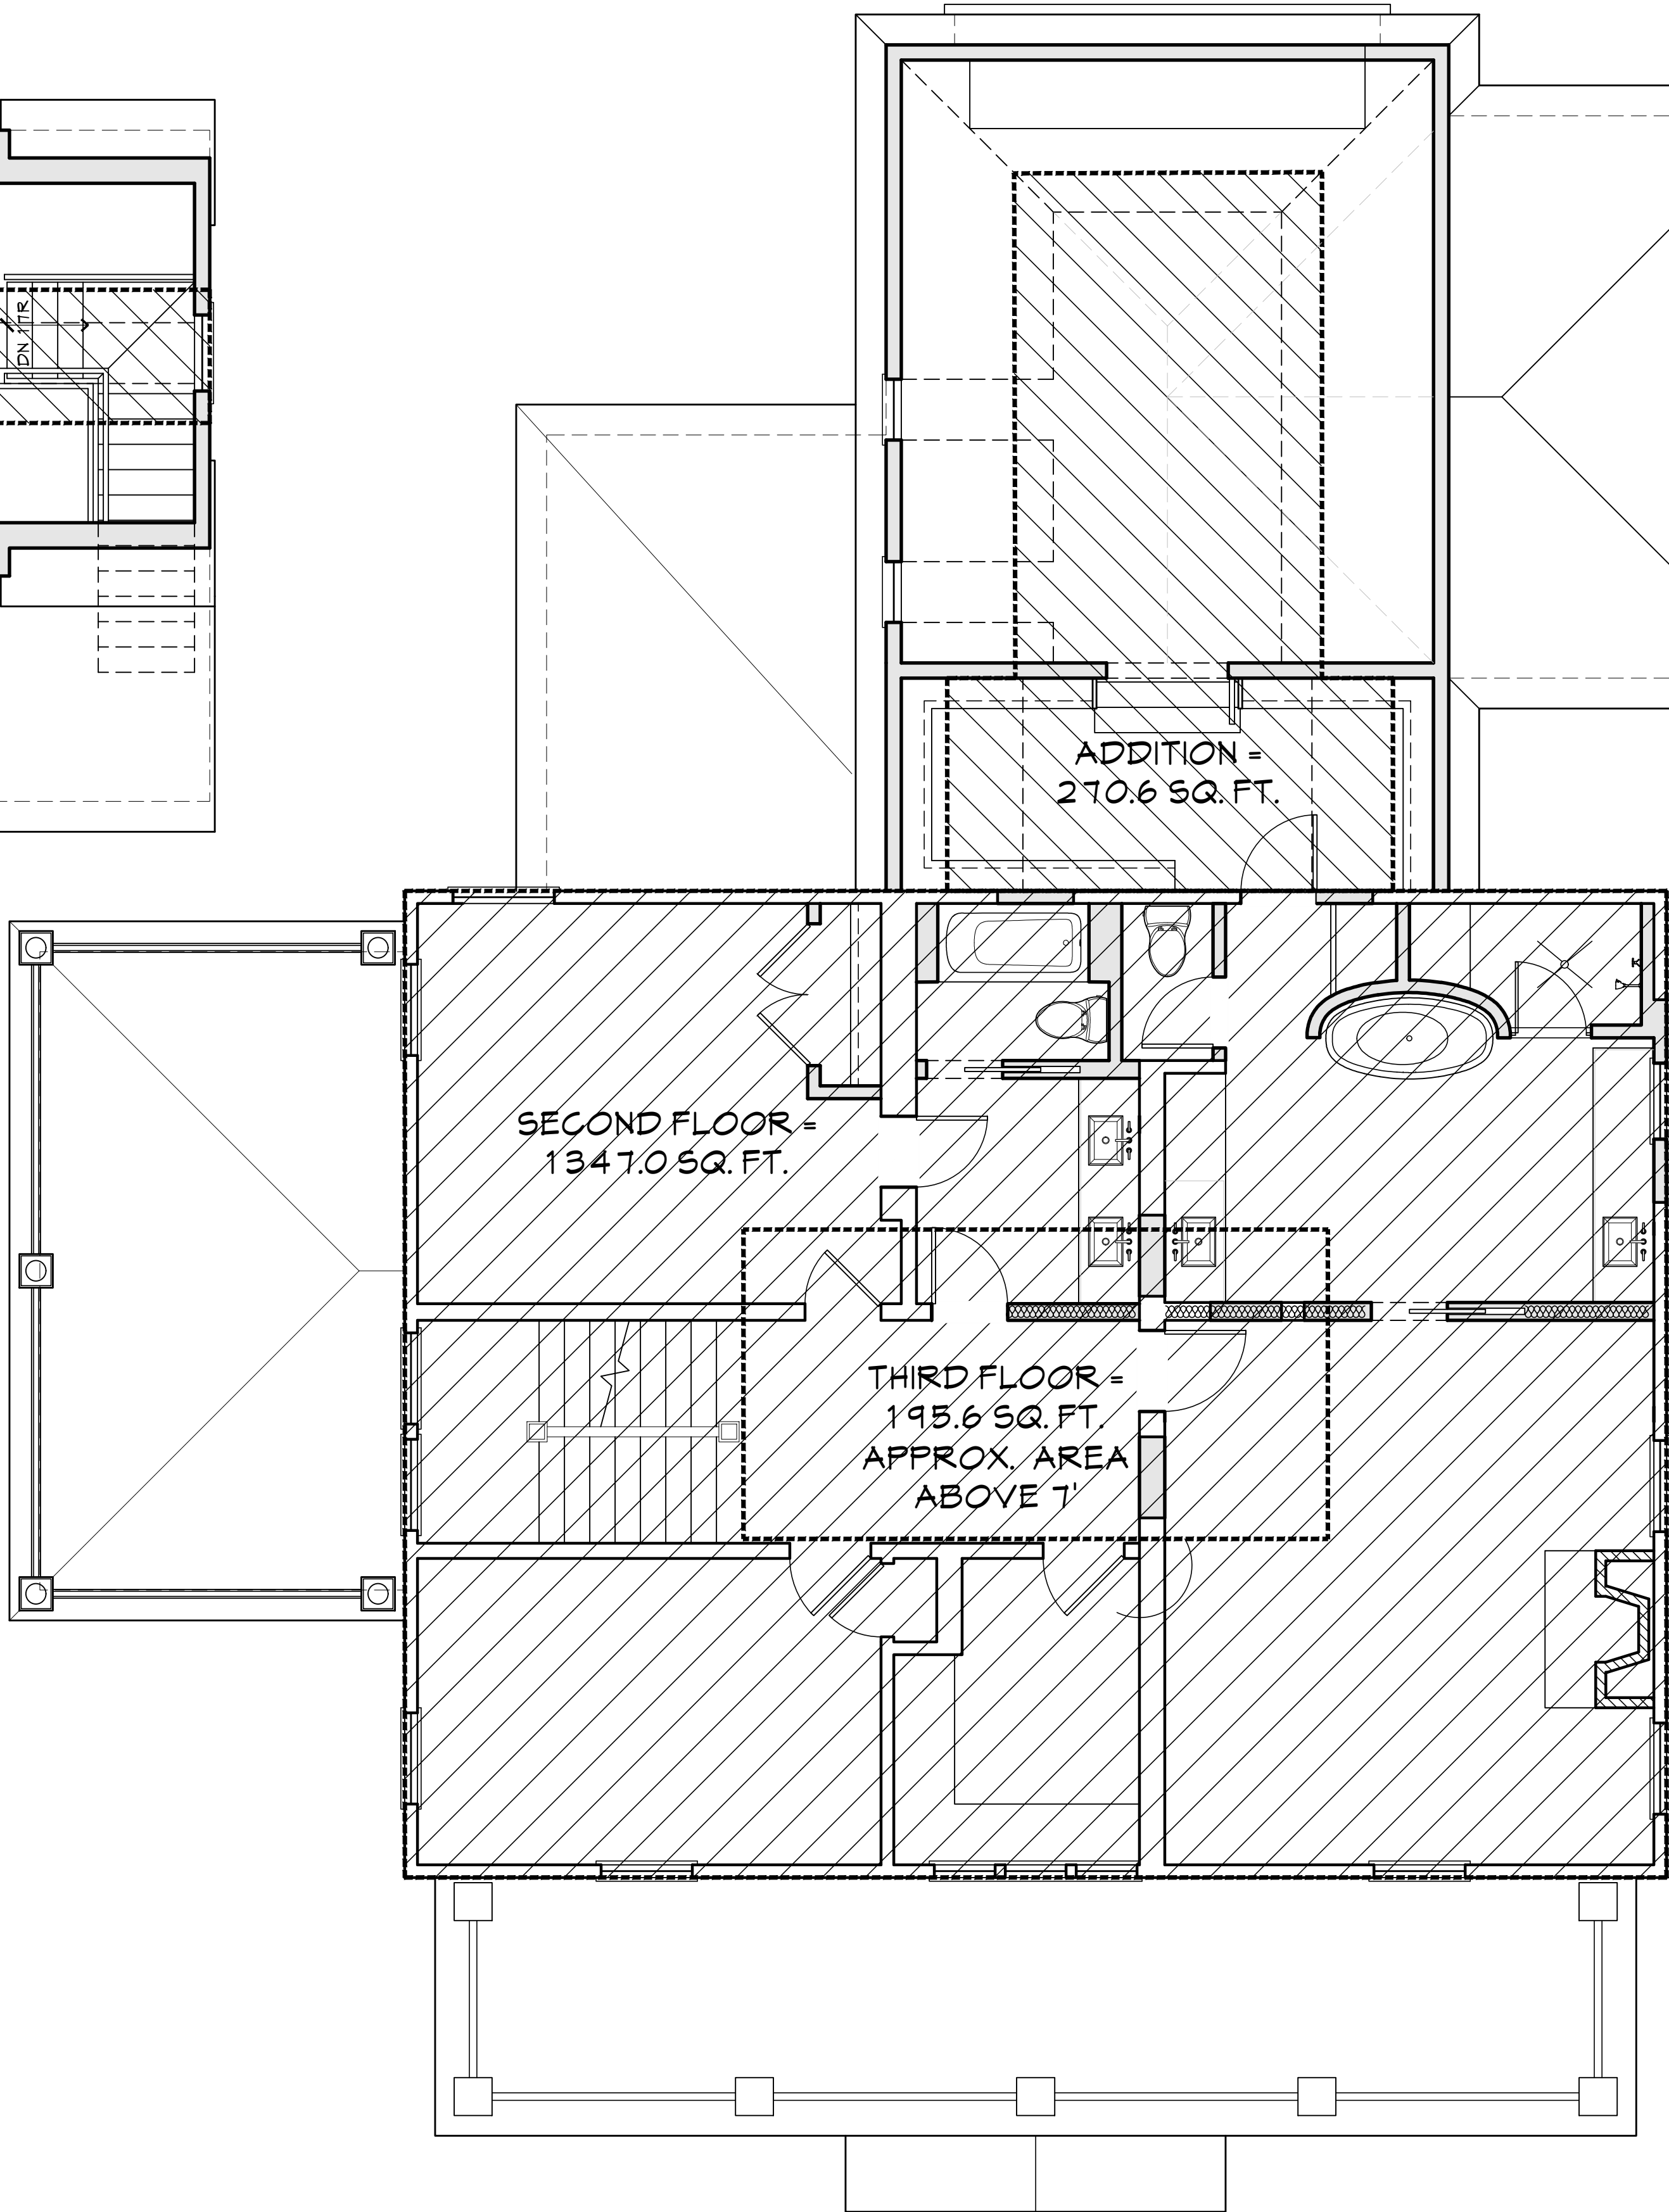 DN 17R
ADDITION =
270.6 SQ. FT.
SECOND FLOOR =
1347.0 SQ. FT.
THIRD FLOOR =
195.6 SQ. FT.
APPROX. AREA
ABOVE 7'